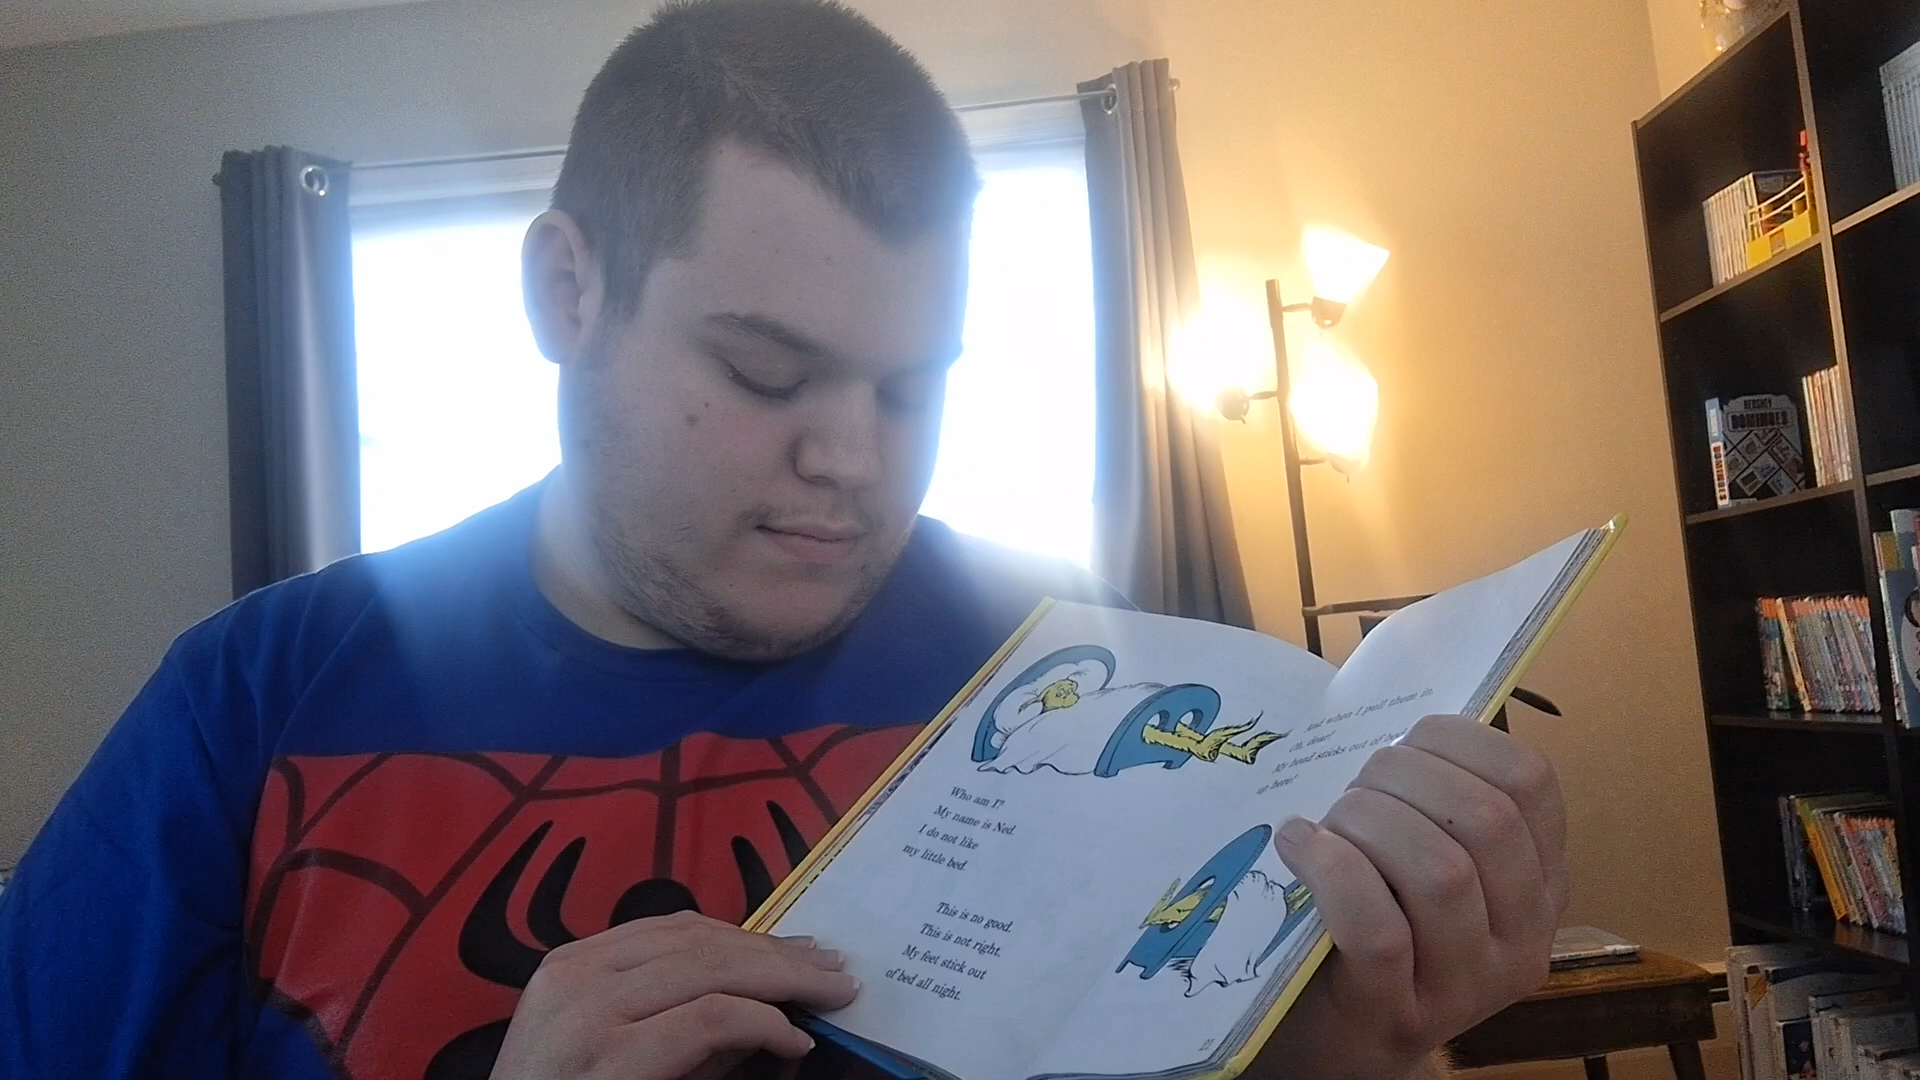 Who am I?
My name is Ned.
I do not like
my little bed.
This is no good.
This is not right.
My feet stick out
of bed all night.
And when I pull them in,
Oh, dear!
My head sticks out of bed
up here!
HERSHEY
DOMINOES
DOMINOES